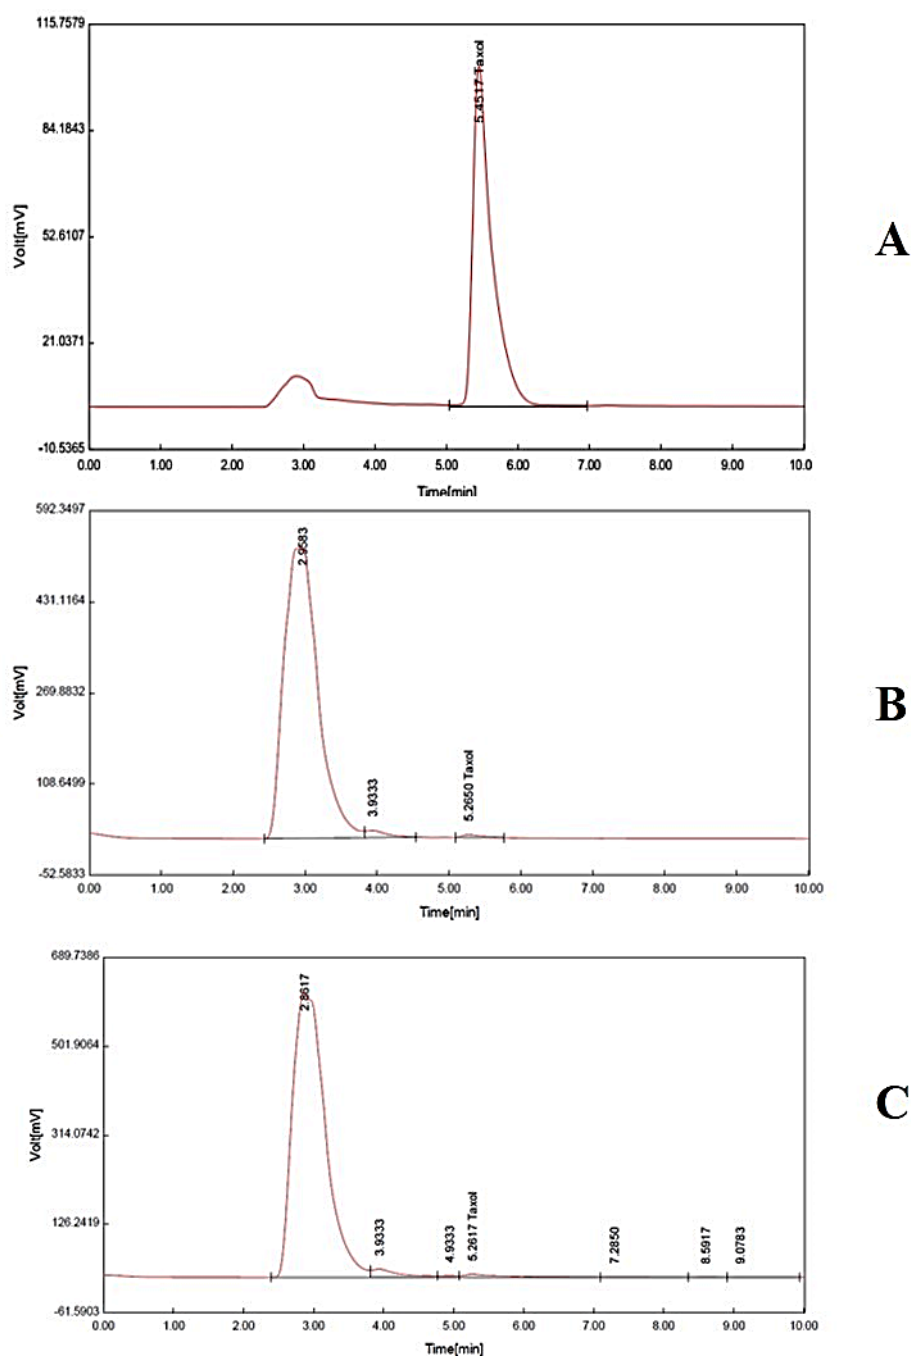 115.7579
84.1843
52.6107
21.0371
-10.5365
Volt[mV]
5.4517 Taxol
0.00 1.00 2.00 3.00 4.00 5.00 6.00 7.00 8.00 9.00 10.0
Time[min]
A
592.3497
431.1164
269.8832
108.6499
-52.5833
Volt[mV]
2.9583
3.9333
5.2650 Taxol
0.00 1.00 2.00 3.00 4.00 5.00 6.00 7.00 8.00 9.00 10.00
Time[min]
B
689.7386
501.9064
314.0742
126.2419
-61.5903
Volt[mV]
2.8617
3.9333
4.9333
5.2617 Taxol
7.2850
8.5917
9.0783
0.00 1.00 2.00 3.00 4.00 5.00 6.00 7.00 8.00 9.00 10.00
Time[min]
C